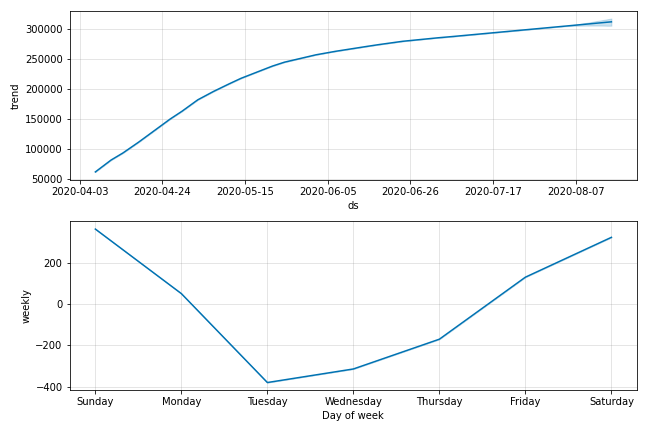 300000
250000
200000
150000
100000
50000
trend
2020-04-03 2020-04-24 2020-05-15 2020-06-05 2020-06-26 2020-07-17 2020-08-07
ds
200
0
−200
−400
weekly
Sunday Monday Tuesday Wednesday Thursday Friday Saturday
Day of week